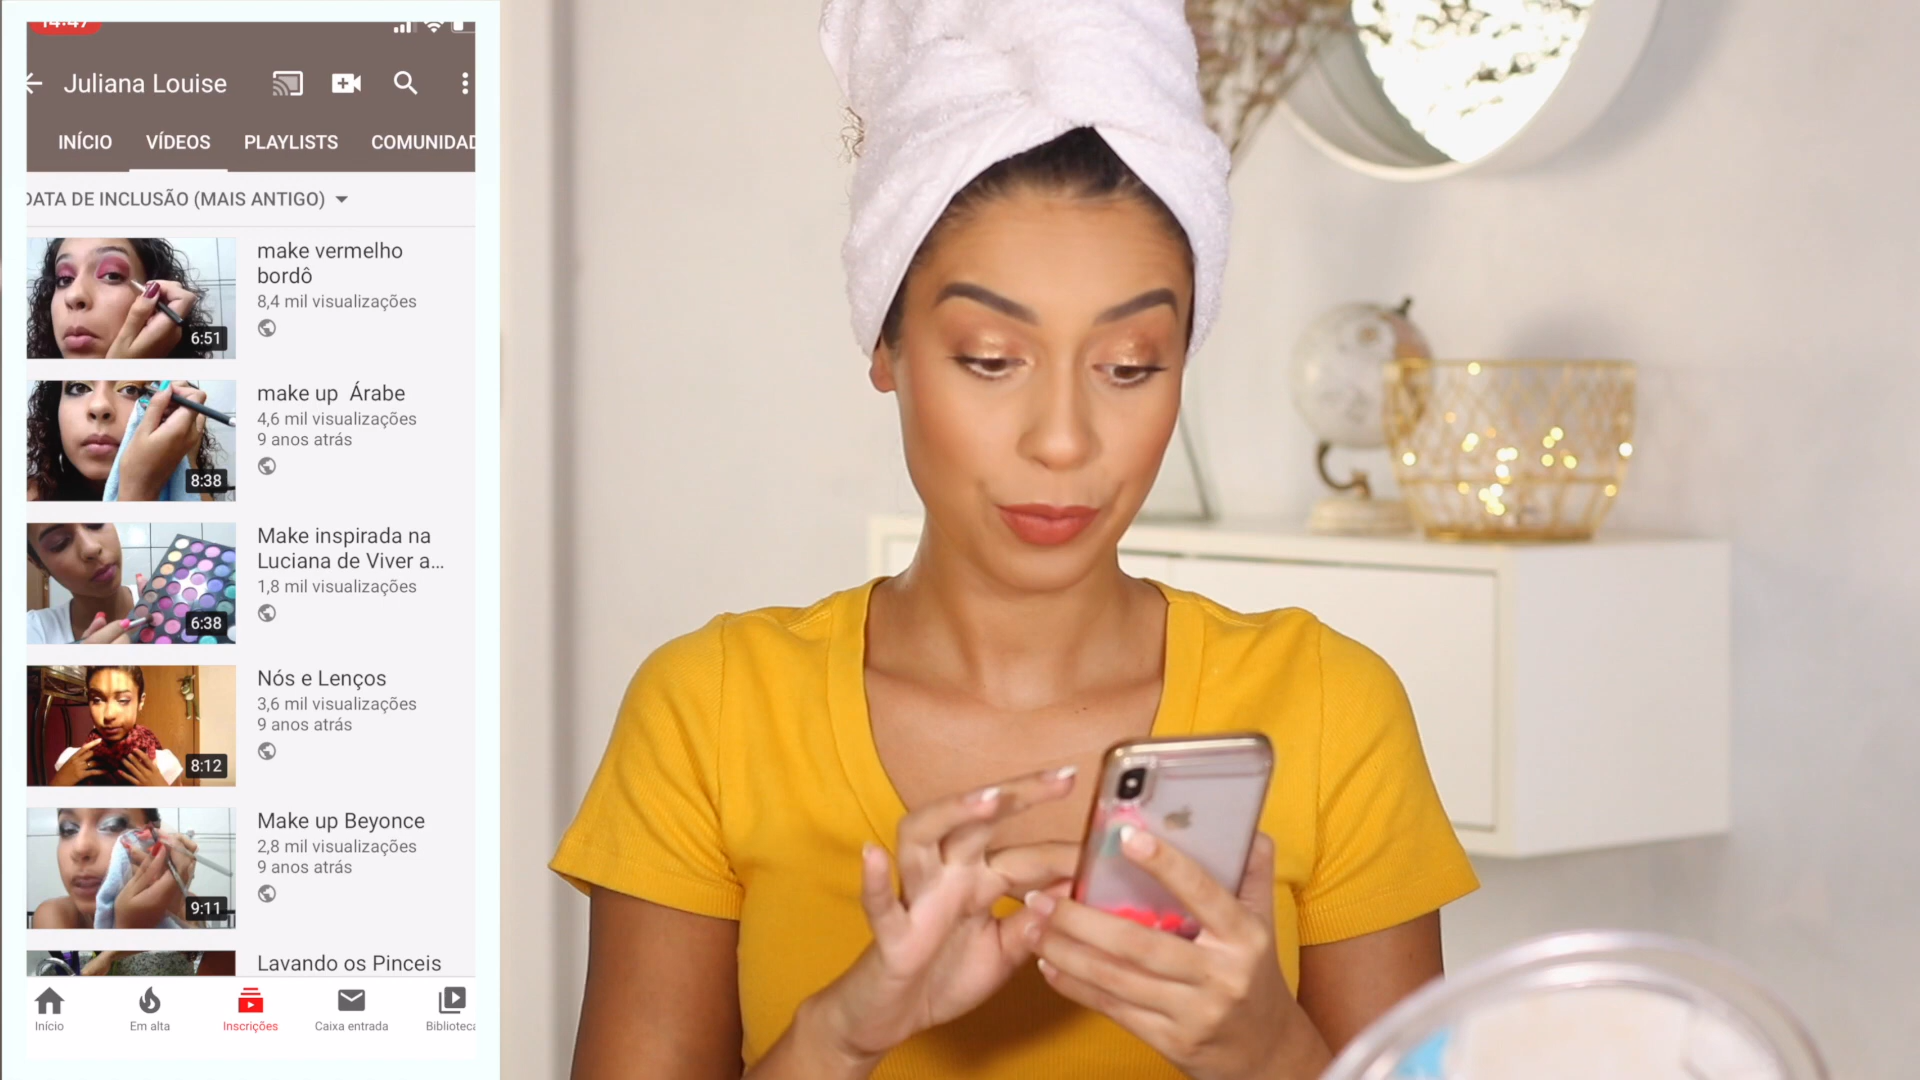 14:49
Juliana Louise
INÍCIO VÍDEOS PLAYLISTS COMUNIDAD
DATA DE INCLUSÃO (MAIS ANTIGO)
make vermelho
bordô
8,4 mil visualizações
6:51
make up Árabe
4,6 mil visualizações
9 anos atrás
8:38
Make inspirada na
Luciana de Viver a...
1,8 mil visualizações
6:38
Nós e Lenços
3,6 mil visualizações
9 anos atrás
8:12
Make up Beyonce
2,8 mil visualizações
9 anos atrás
9:11
Lavando os Pinceis
Início Em alta Inscrições Caixa entrada Biblioteca